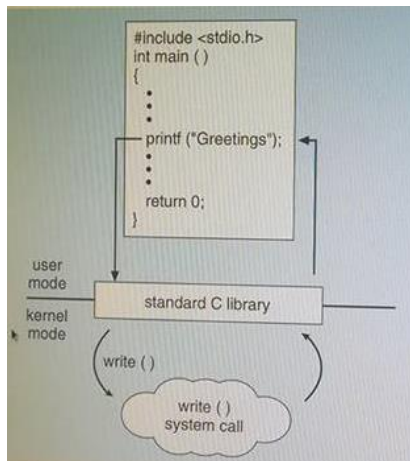 #include <stdio.h>
int main ( )
{
printf ("Greetings");
return 0;
}
user
mode
standard C library
kernel
mode
write ( )
write ( )
system call